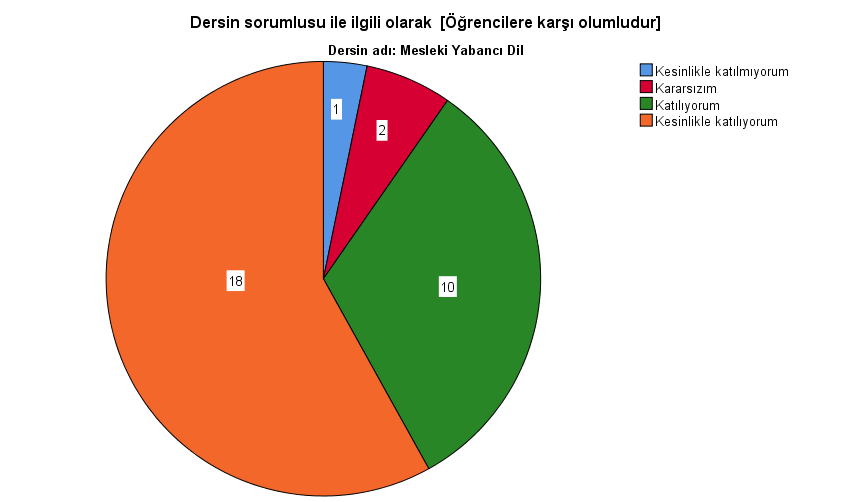 Dersin sorumlusu ile ilgili olarak  [Öğrencilere karşı olumludur]
Dersin adı: Mesleki Yabancı Dil
Kesinlikle katılmıyorum
Kararsızım
Katılıyorum
Kesinlikle katılıyorum
1
2
18
10